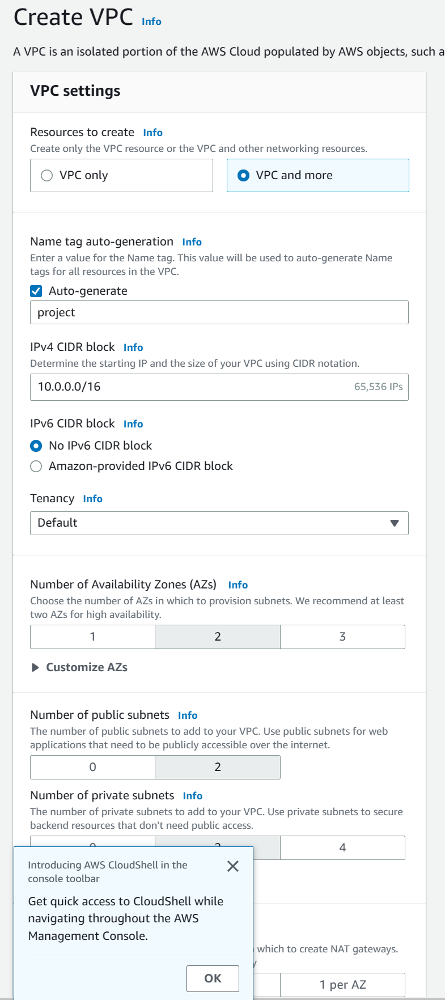 Create VPC Info
A VPC is an isolated portion of the AWS Cloud populated by AWS objects, such a
VPC settings
Resources to create Info
Create only the VPC resource or the VPC and other networking resources.
VPC only
VPC and more
Name tag auto-generation Info
Enter a value for the Name tag. This value will be used to auto-generate Name
tags for all resources in the VPC.
Auto-generate
project
IPv4 CIDR block Info
Determine the starting IP and the size of your VPC using CIDR notation.
10.0.0.0/16 65,536 IPs
IPv6 CIDR block Info
No IPv6 CIDR block
Amazon-provided IPv6 CIDR block
Tenancy Info
Default
Number of Availability Zones (AZs) Info
Choose the number of AZs in which to provision subnets. We recommend at least
two AZs for high availability.
1 2 3
Customize AZs
Number of public subnets Info
The number of public subnets to add to your VPC. Use public subnets for web
applications that need to be publicly accessible over the internet.
0 2
Number of private subnets Info
The number of private subnets to add to your VPC. Use private subnets to secure
backend resources that don't need public access.
4
Introducing AWS CloudShell in the
console toolbar
Get quick access to CloudShell while
navigating throughout the AWS
Management Console.
OK
which to create NAT gateways.
1 per AZ